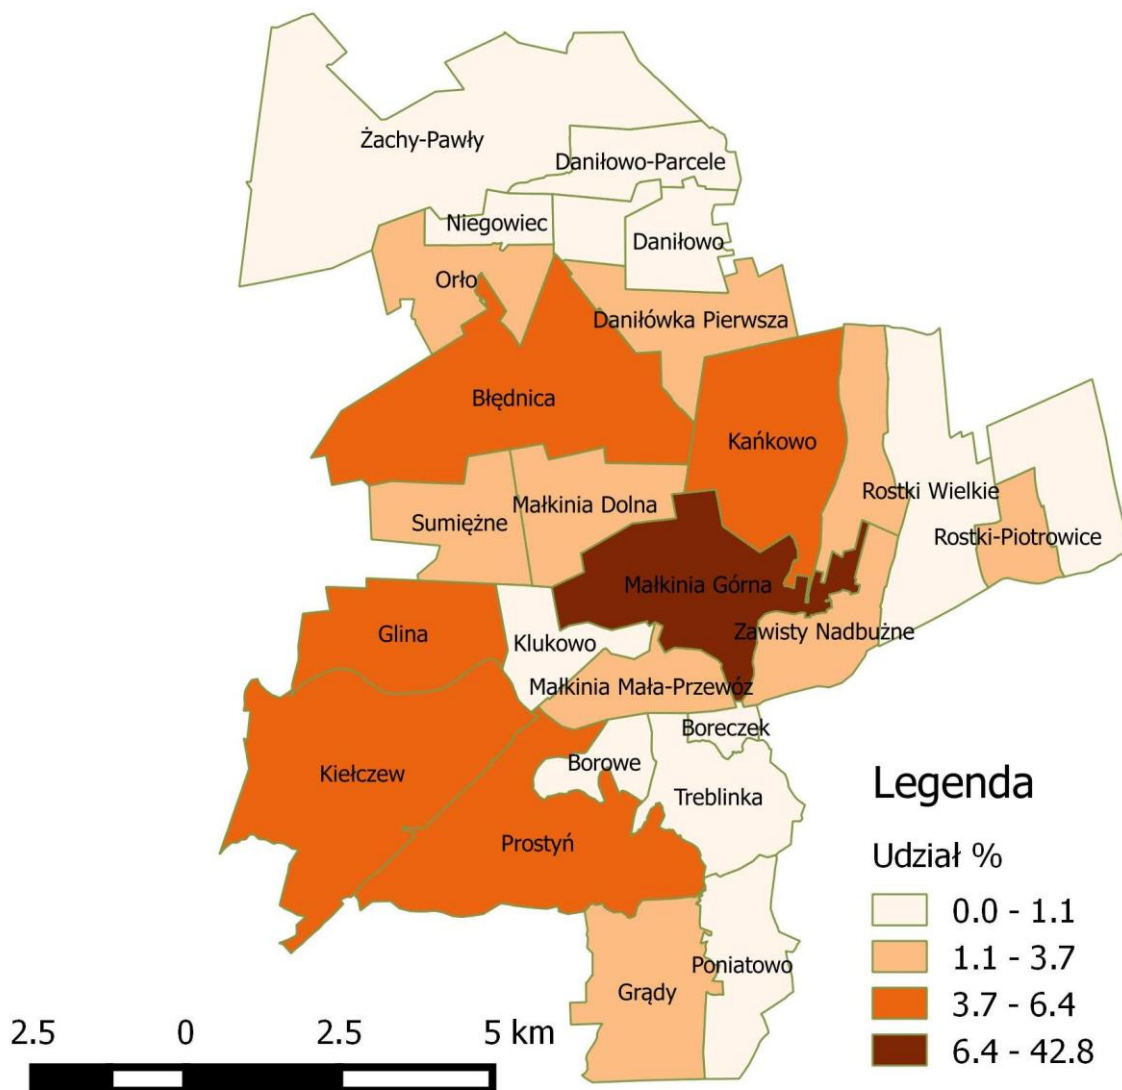 Żachy-Pawły
Daniłowo-Parcele
Niegowiec
Daniłowo
Orło
Daniłówka Pierwsza
Błędnica
Kańkowo
Rostki Wielkie
Małkinia Dolna
Sumiężne
Rostki-Piotrowice
Małkinia Górna
Glina
Zawisty Nadbużne
Klukowo
Małkinia Mała-Przewóz
Boreczek
Borowe
Kiełczew
Treblinka
Prostyń
Poniatowo
Grądy
Legenda
Udział %
0.0 - 1.1
1.1 - 3.7
3.7 - 6.4
6.4 - 42.8
2.5 0 2.5 5 km